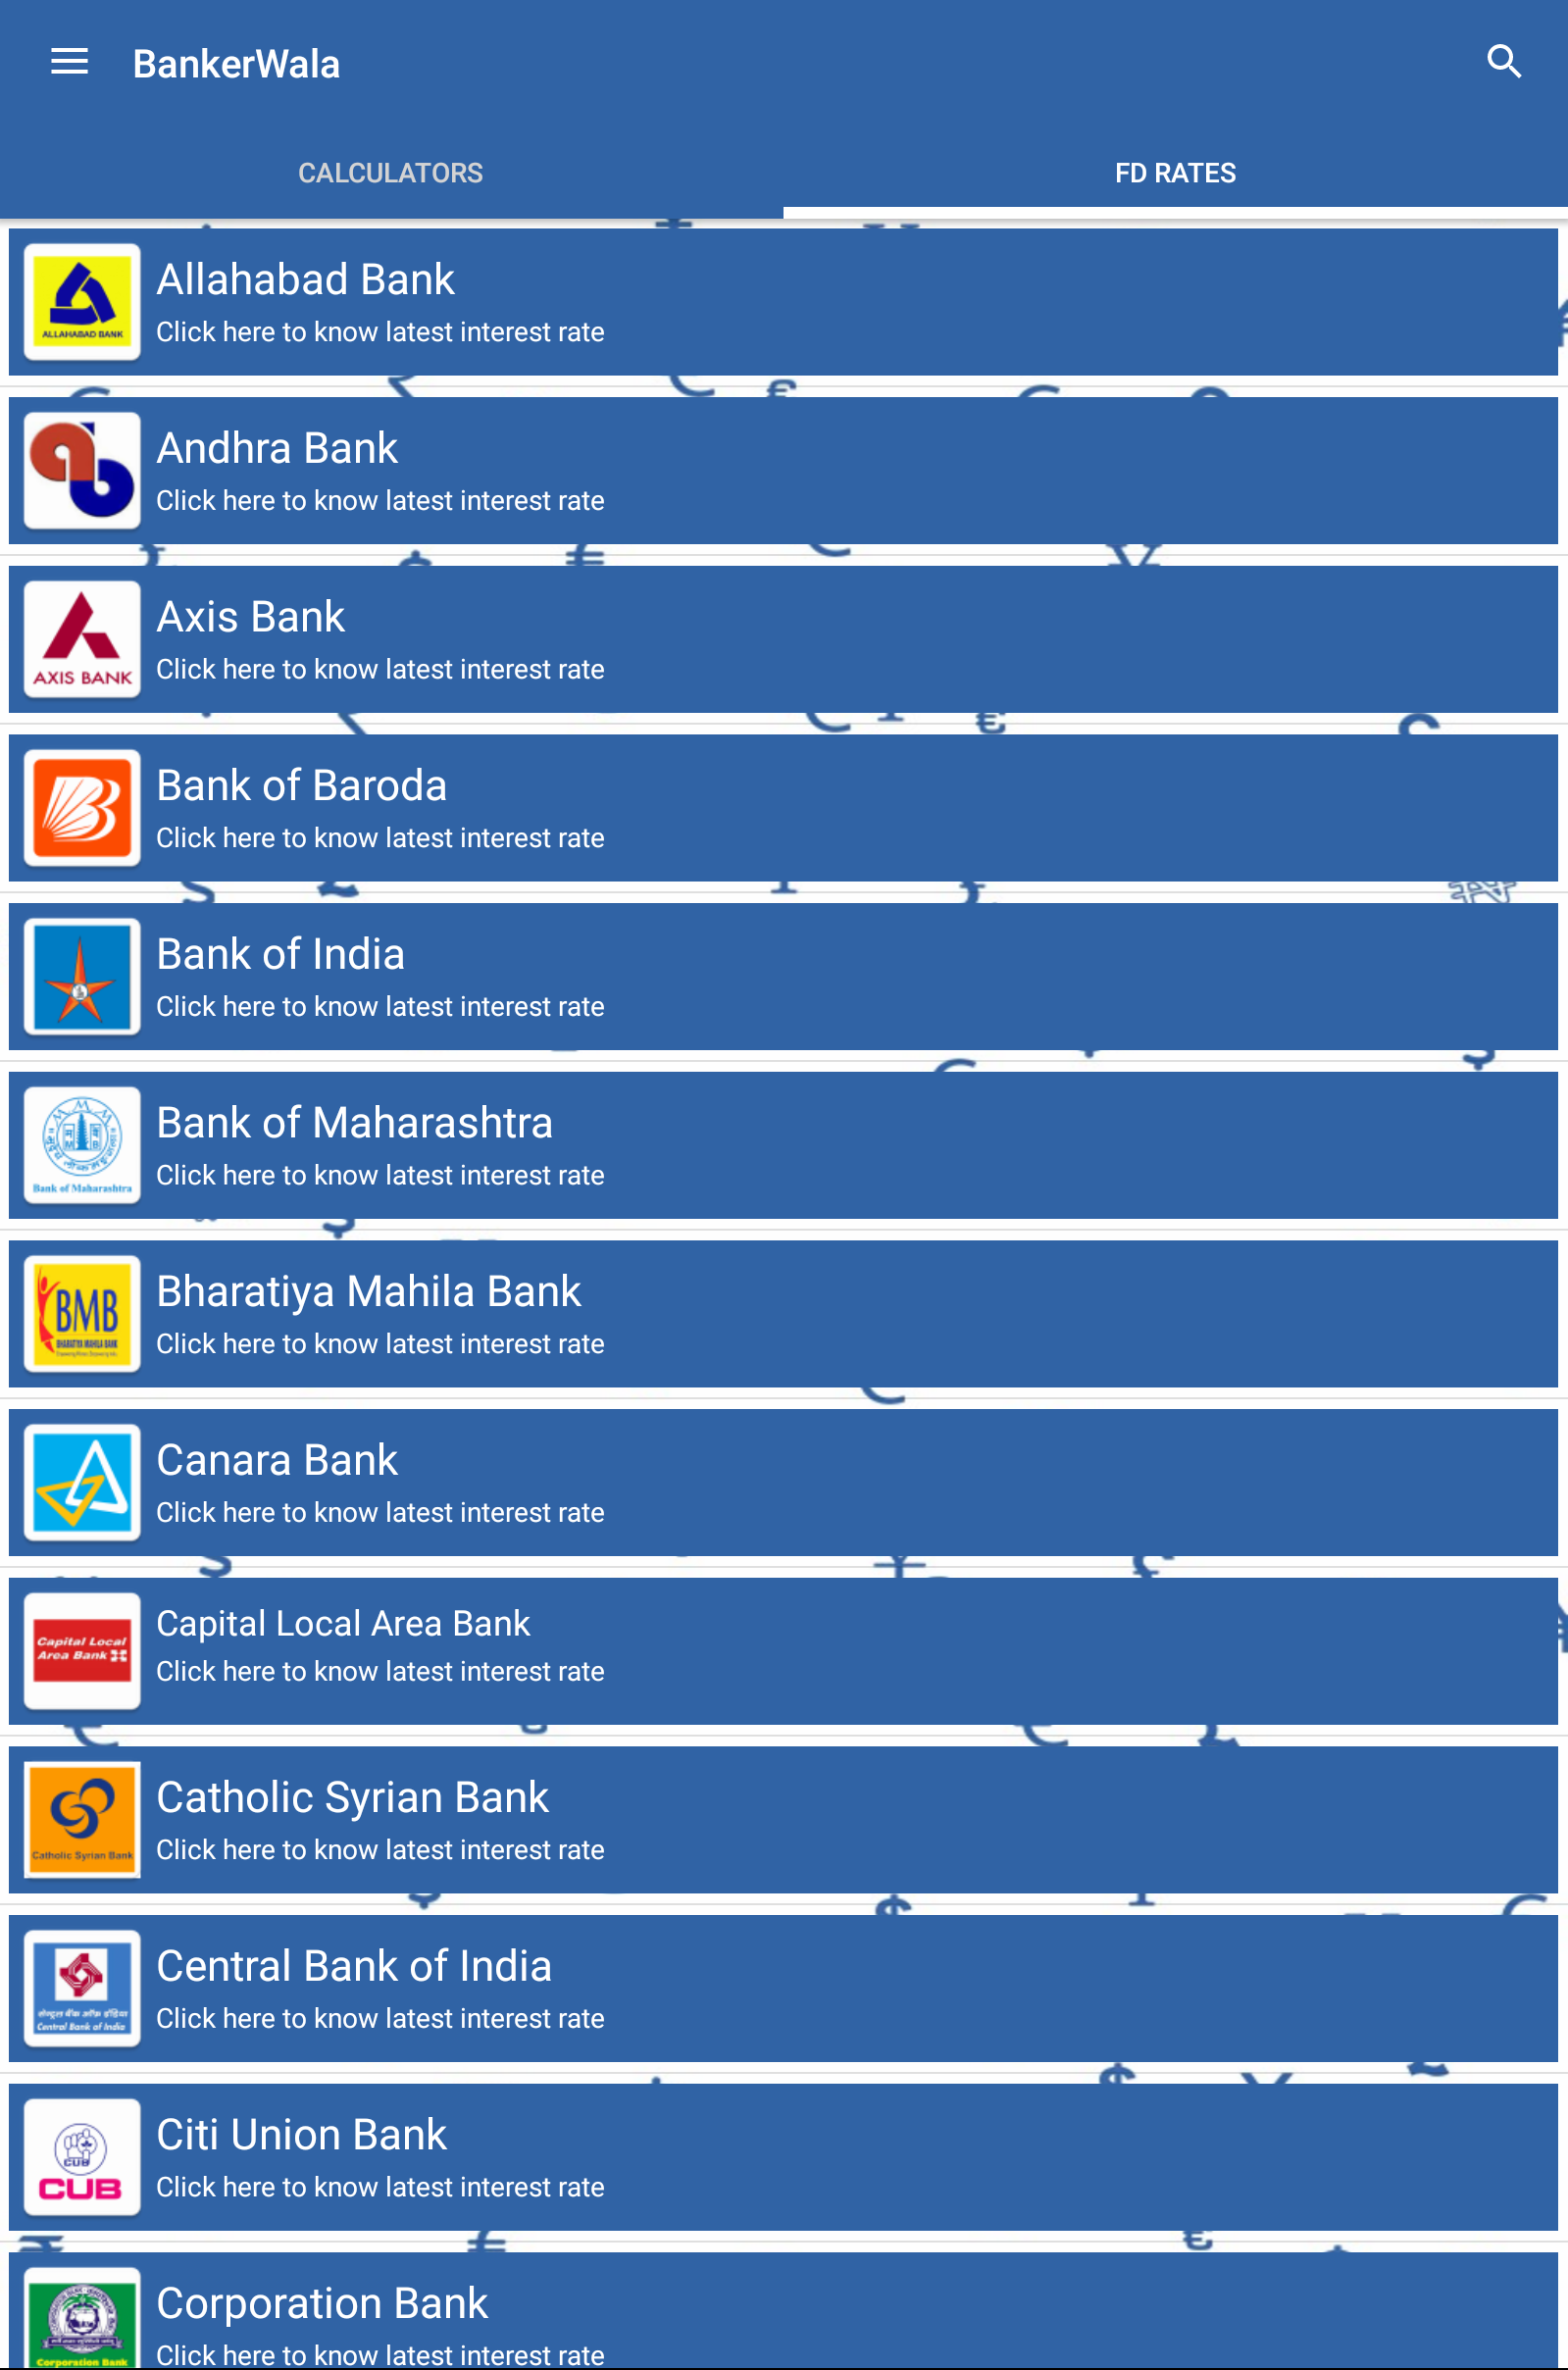 BankerWala
CALCULATORS
FD RATES
ALLAHABAD BANK
Allahabad Bank
Click here to know latest interest rate
Andhra Bank
Click here to know latest interest rate
AXIS BANK
Axis Bank
Click here to know latest interest rate
Bank of Baroda
Click here to know latest interest rate
Bank of India
Click here to know latest interest rate
Bank of Maharashtra
Bank of Maharashtra
Click here to know latest interest rate
BMB
BHARATIYA MAHILA BANK
Bharatiya Mahila Bank
Click here to know latest interest rate
Canara Bank
Click here to know latest interest rate
Capital Local
Area Bank
Capital Local Area Bank
Click here to know latest interest rate
Catholic Syrian Bank
Catholic Syrian Bank
Click here to know latest interest rate
सेन्ट्रल बैंक ऑफ इंडिया
Central Bank of India
Central Bank of India
Click here to know latest interest rate
CUB
CUB
Citi Union Bank
Click here to know latest interest rate
Corporation Bank
Corporation Bank
Click here to know latest interest rate